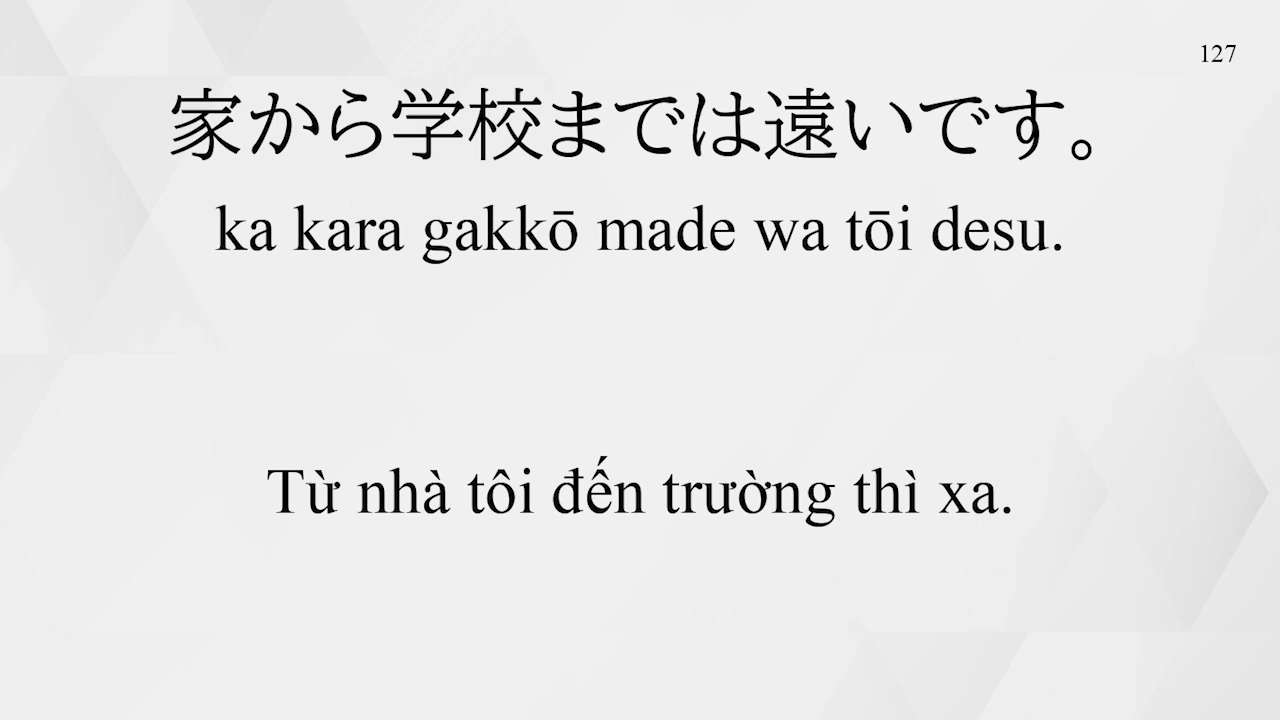 127
家から学校までは遠いです。
ka kara gakkō made wa tōi desu.
Từ nhà tôi đến trường thì xa.